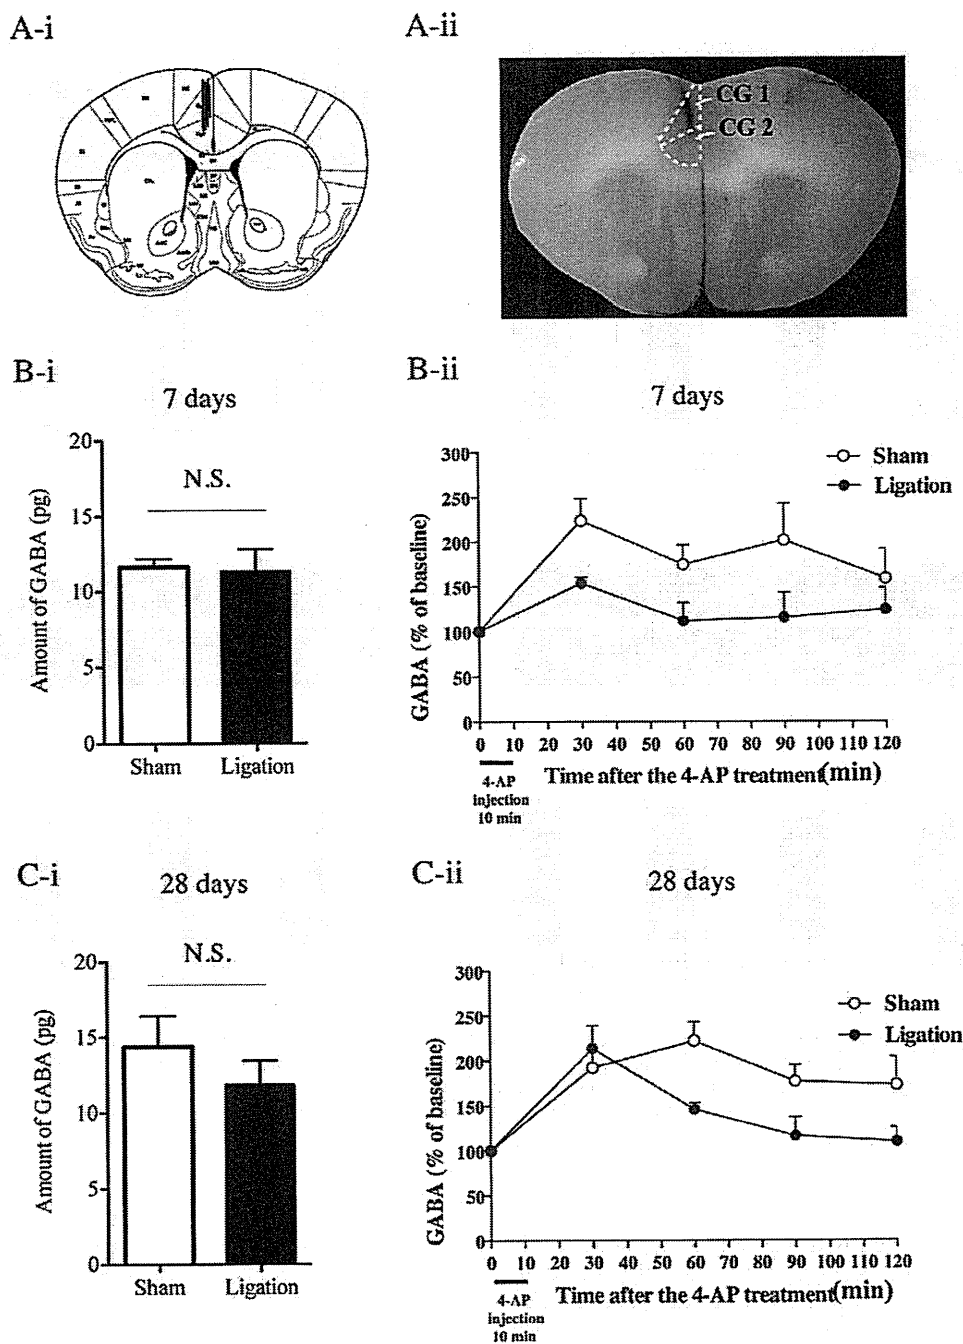 A-i
A-ii
CG 1
CG 2
B-i
7 days
20
15
10
5
0
Amount of GABA (pg)
N.S.
Sham
Ligation
B-ii
7 days
300
250
200
150
100
50
0
GABA (% of baseline)
Sham
Ligation
0 10 20 30 40 50 60 70 80 90 100 110 120
4-AP
injection
10 min
Time after the 4-AP treatment(min)
C-i
28 days
20
15
10
5
0
Amount of GABA (pg)
N.S.
Sham
Ligation
C-ii
28 days
300
250
200
150
100
50
0
GABA (% of baseline)
Sham
Ligation
0 10 20 30 40 50 60 70 80 90 100 110 120
4-AP
injection
10 min
Time after the 4-AP treatment(min)